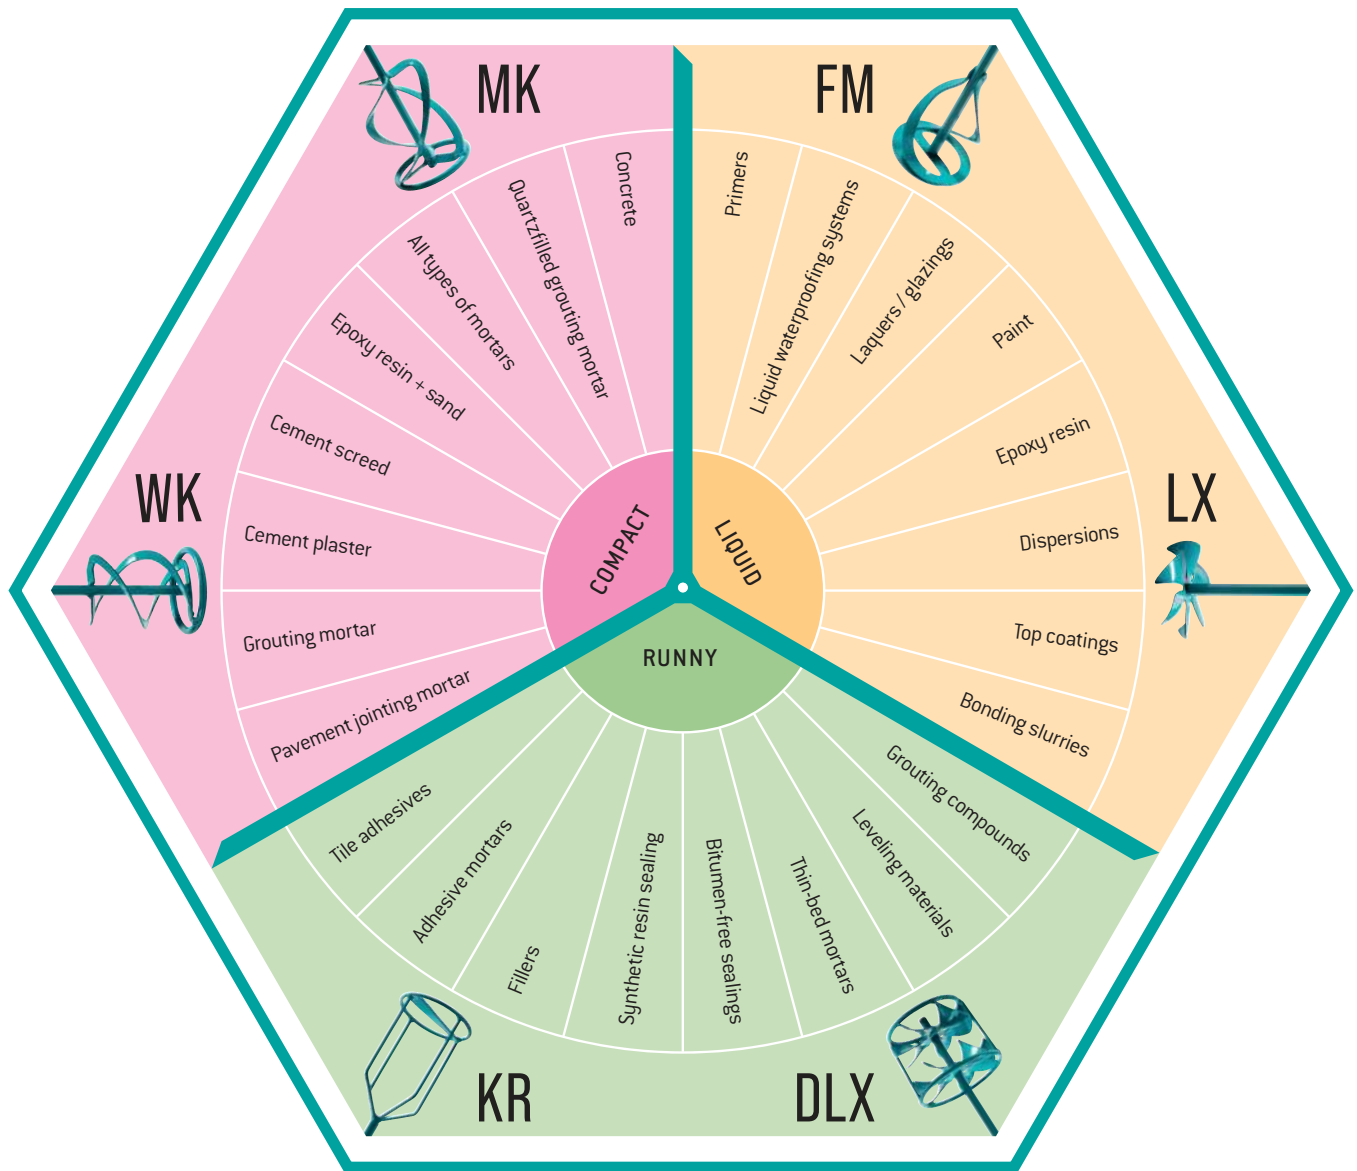 MK
FM
LX
DLX
KR
WK
COMPACT
LIQUID
RUNNY
Concrete
Quartzfilled grouting mortar
All types of mortars
Epoxy resin + sand
Cement screed
Cement plaster
Grouting mortar
Pavement jointing mortar
Primers
Liquid waterproofing systems
Laquers / glazings
Paint
Epoxy resin
Dispersions
Top coatings
Bonding slurries
Grouting compounds
Leveling materials
Thin-bed mortars
Bitumen-free sealings
Synthetic resin sealing
Fillers
Adhesive mortars
Tile adhesives